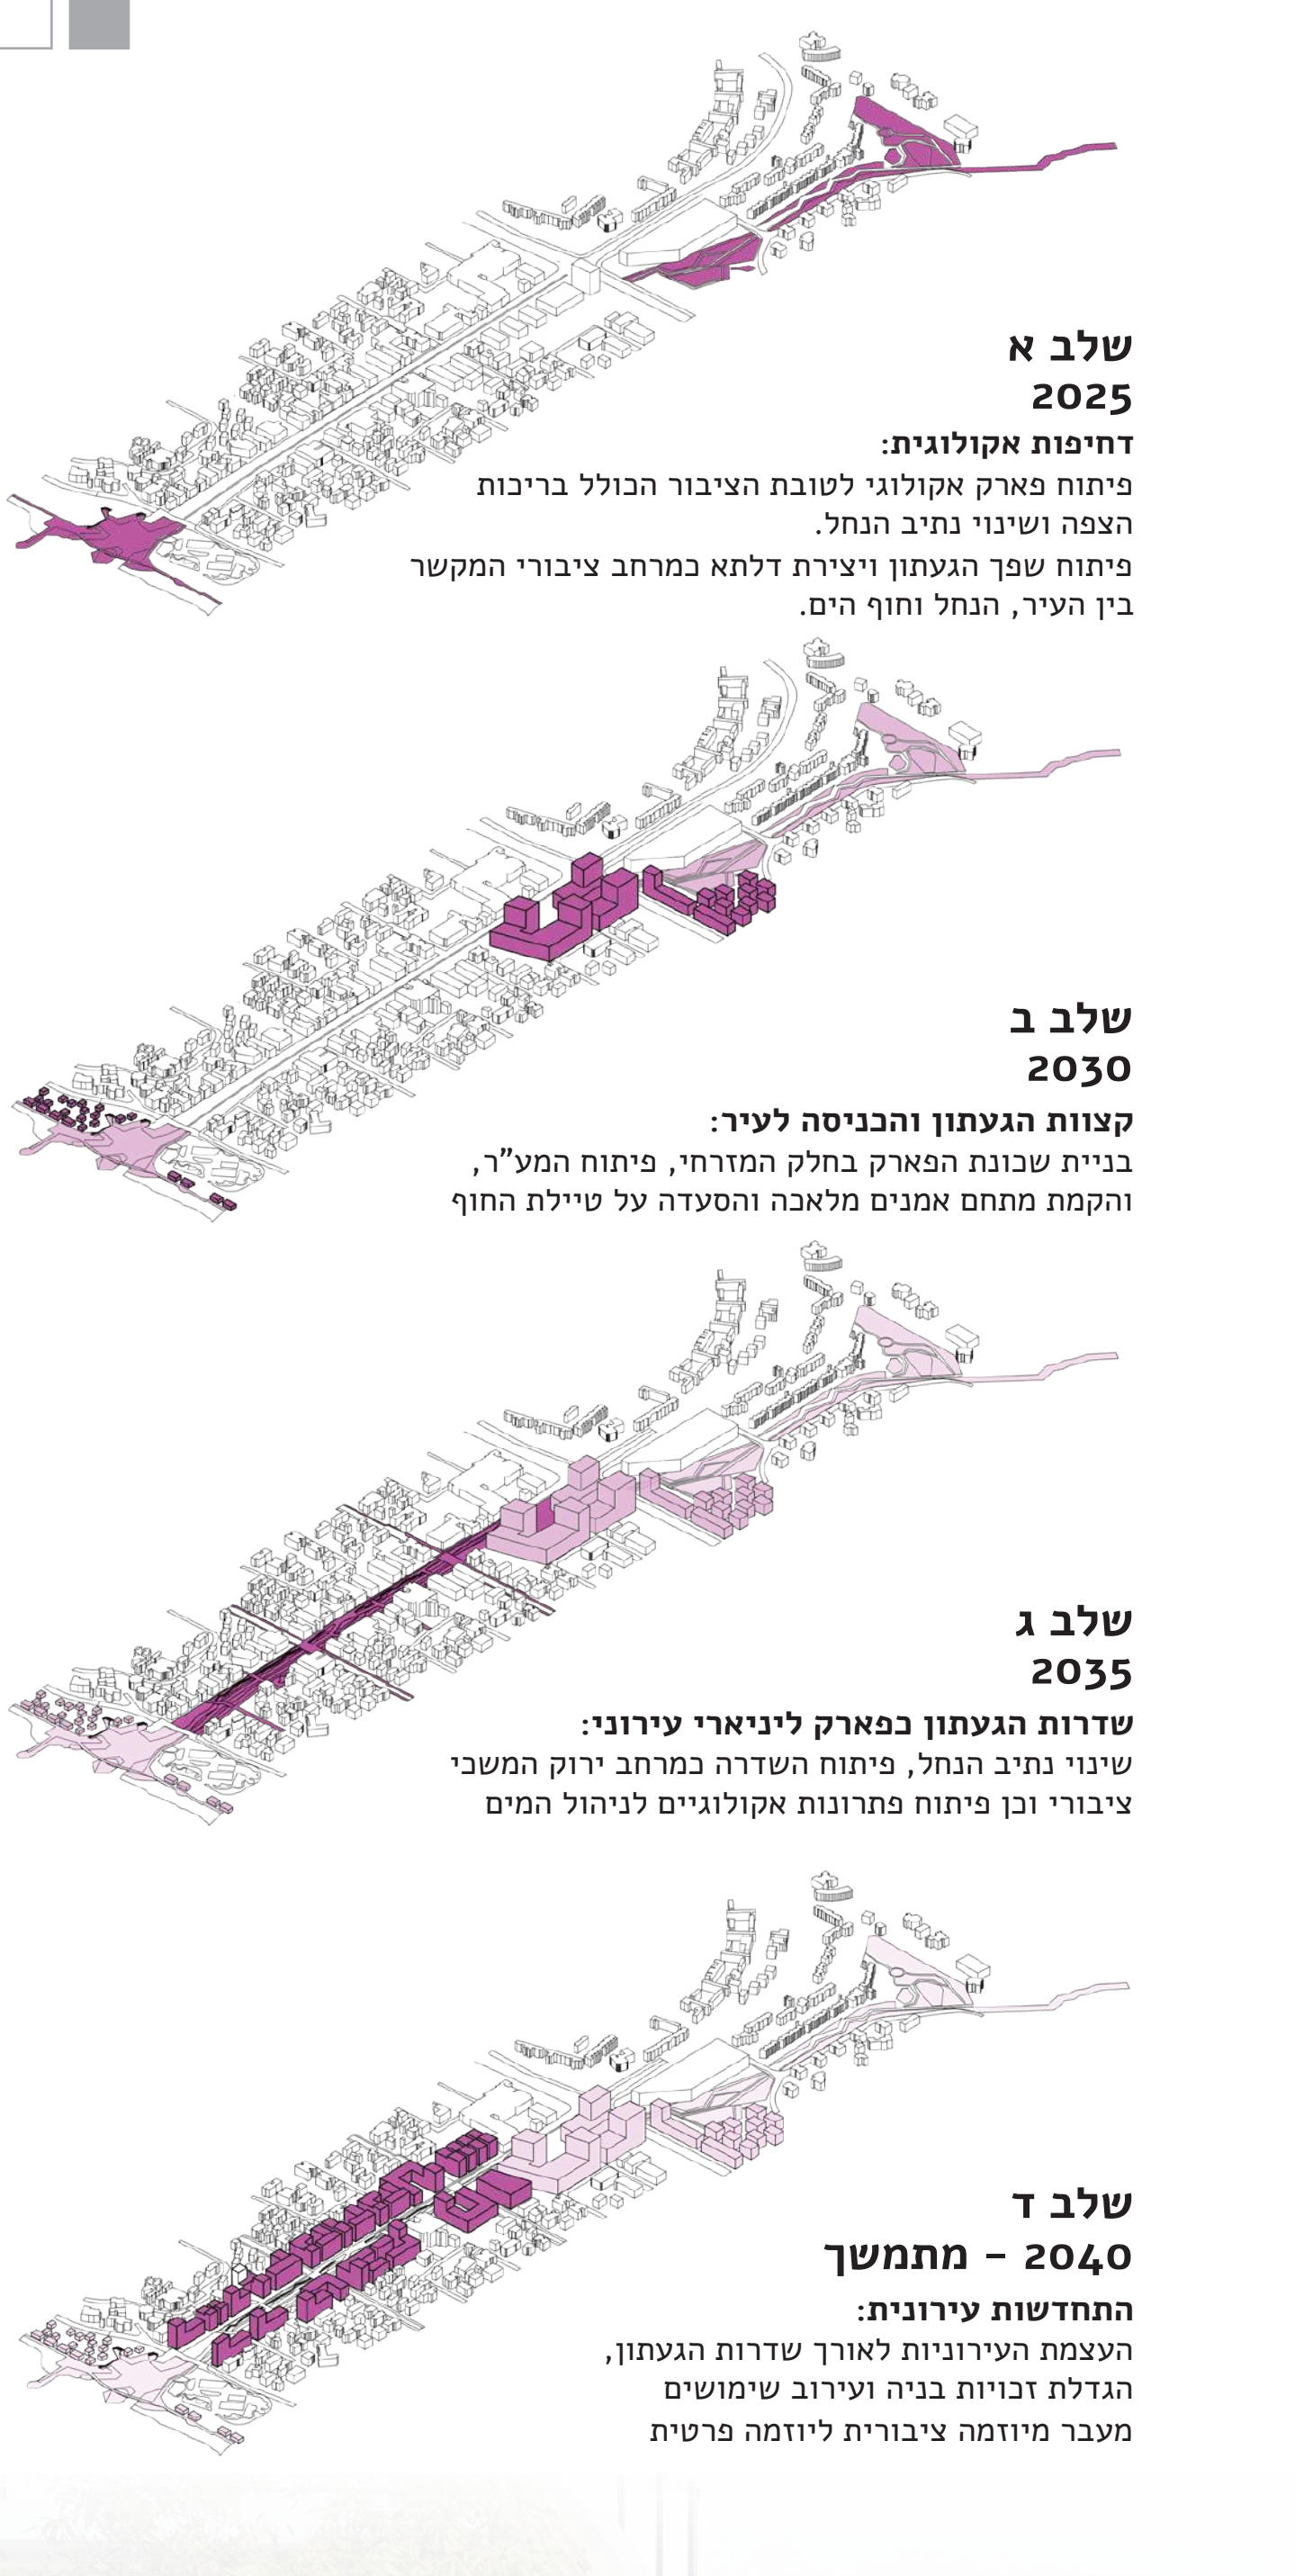 שלב א
2025
דחיפות אקולוגית:
פיתוח פארק אקולוגי לטובת הציבור הכולל בריכות
הצפה ושינוי נתיב הנחל.
פיתוח שפך הגעתון ויצירת דלתא כמרחב ציבורי המקשר
בין העיר, הנחל וחוף הים.
שלב ב
2030
קצוות הגעתון והכניסה לעיר:
בניית שכונת הפארק בחלק המזרחי, פיתוח המע"ר,
והקמת מתחם אמנים מלאכה והסעדה על טיילת החוף
שלב ג
2035
שדרות הגעתון כפארק ליניארי עירוני:
שינוי נתיב הנחל, פיתוח השדרה כמרחב ירוק המשכי
ציבורי וכן פיתוח פתרונות אקולוגיים לניהול המים
שלב ד
2040 – מתמשך
התחדשות עירונית:
העצמת העירוניות לאורך שדרות הגעתון,
הגדלת זכויות בניה ועירוב שימושים
מעבר מיוזמה ציבורית ליוזמה פרטית